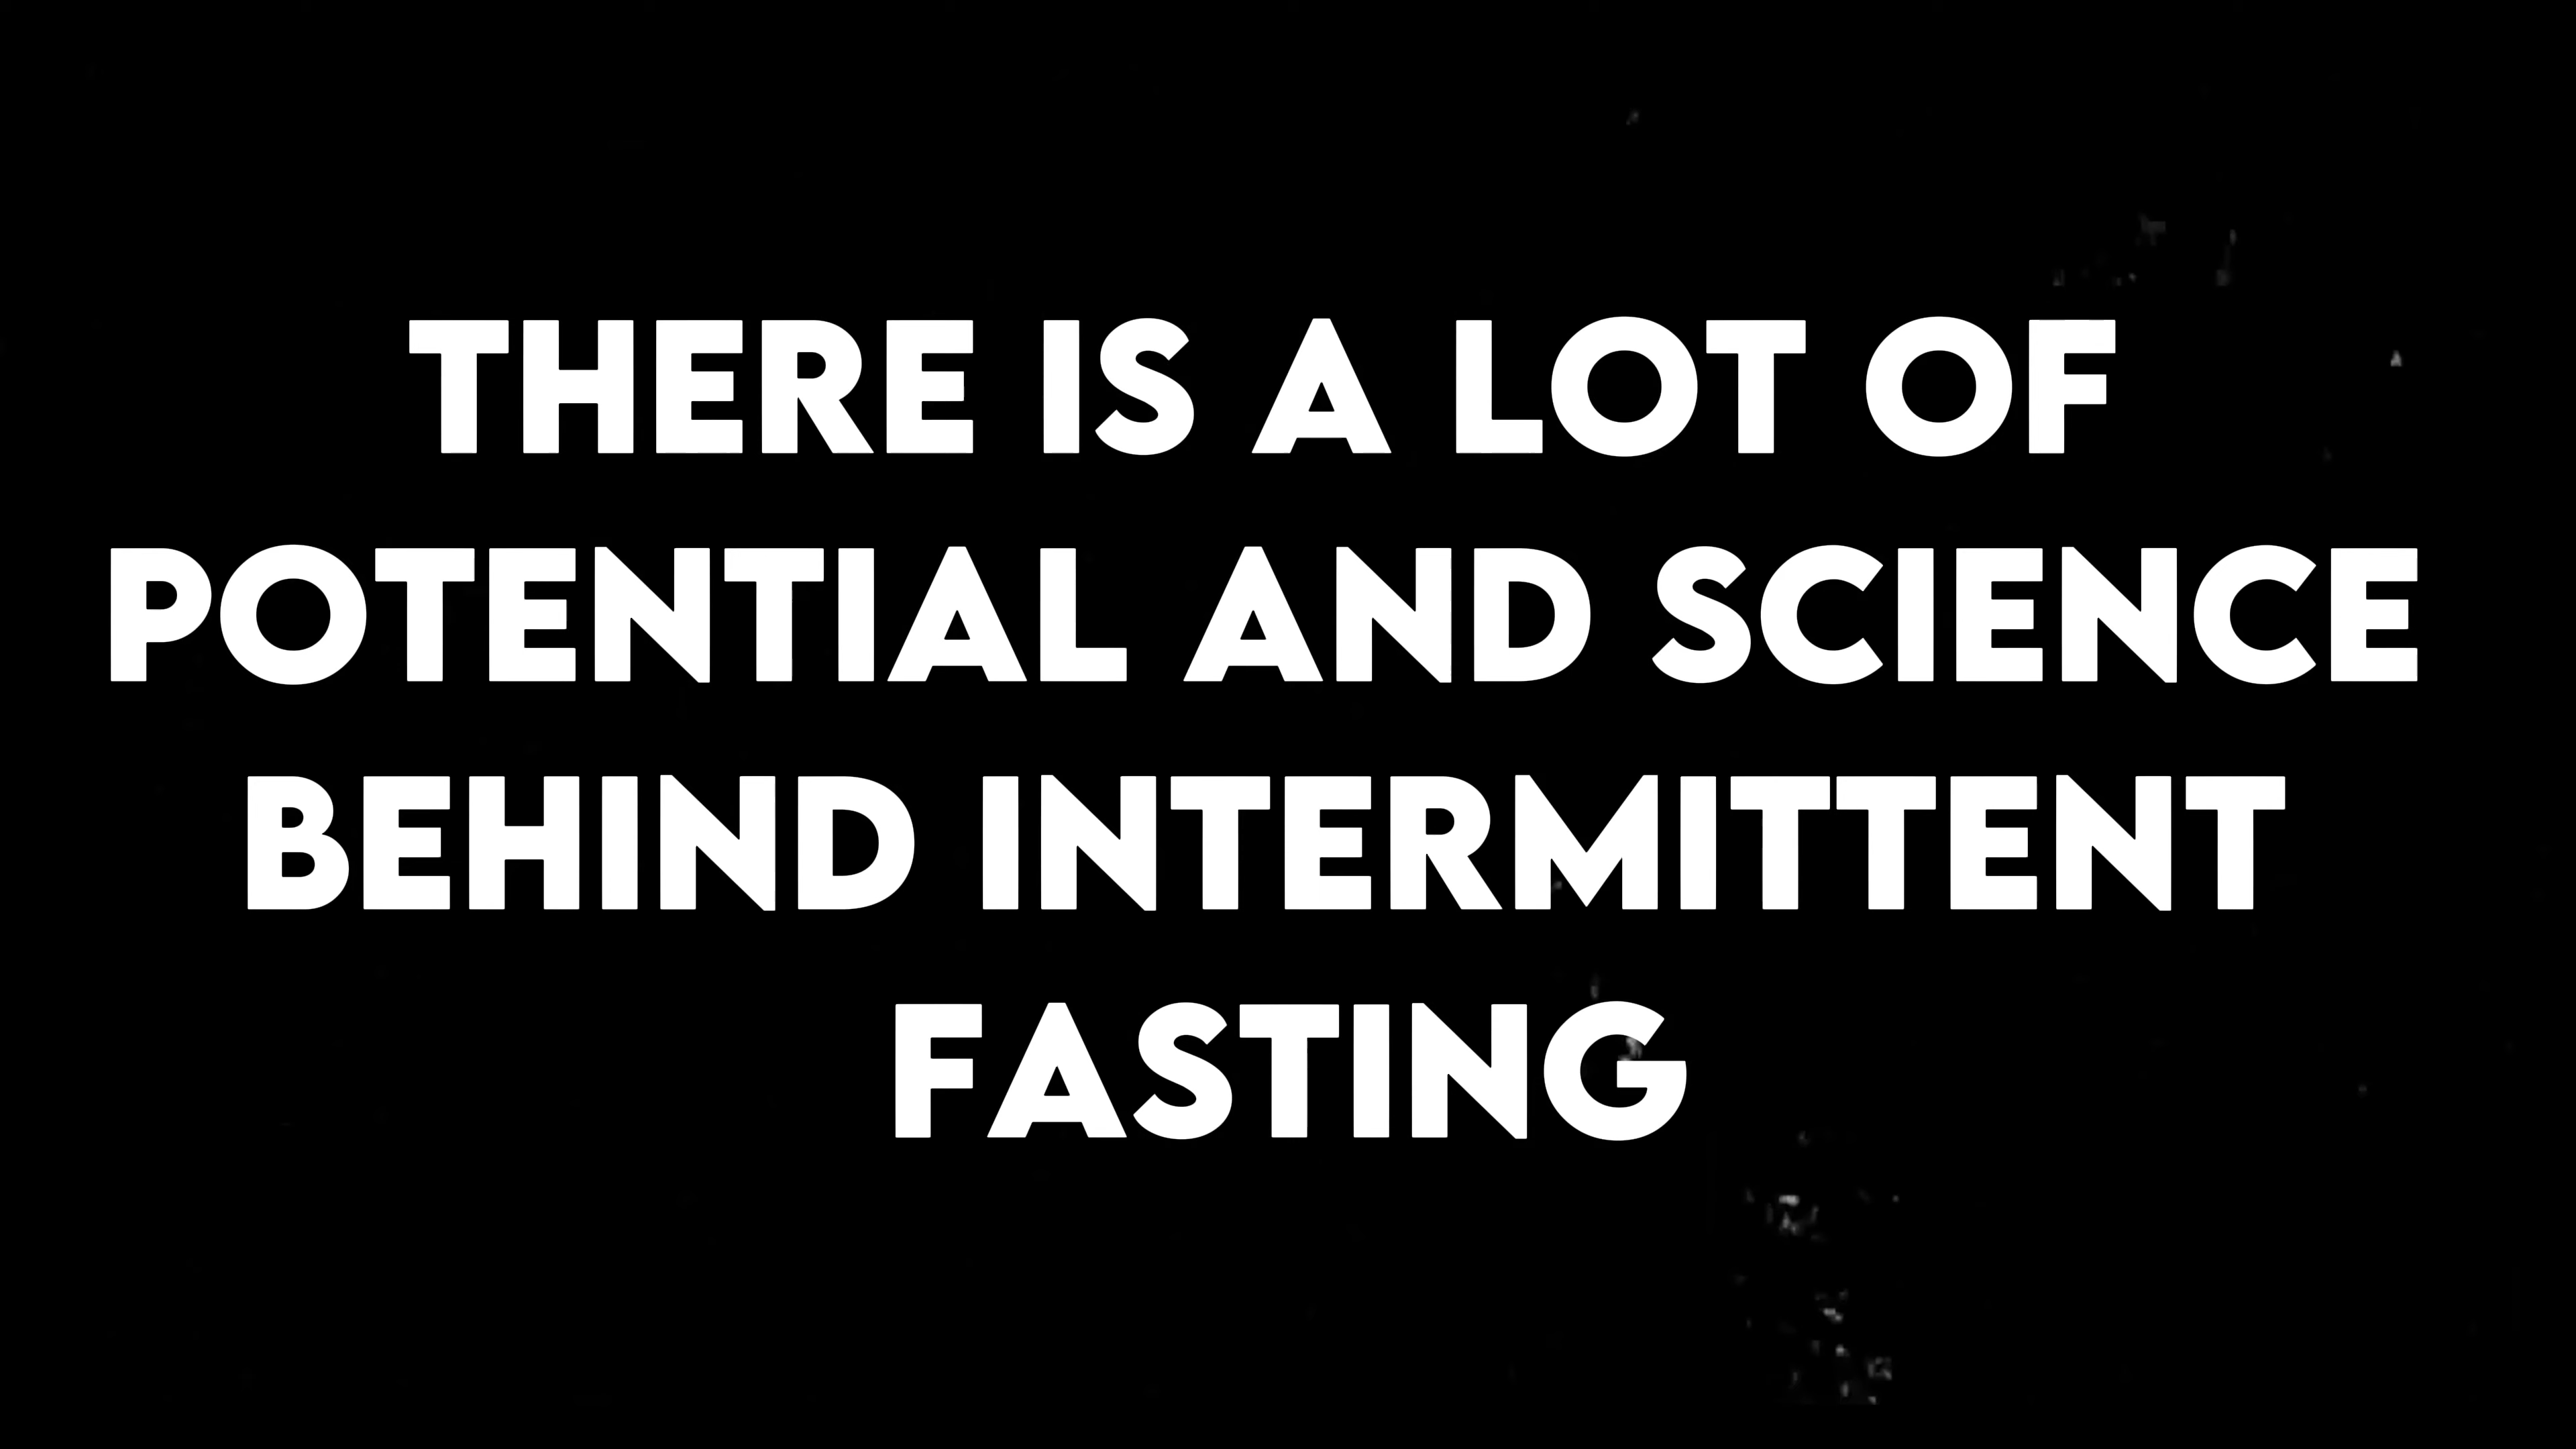 THERE IS A LOT OF
POTENTIAL AND SCIENCE
BEHIND INTERMITTENT
FASTING